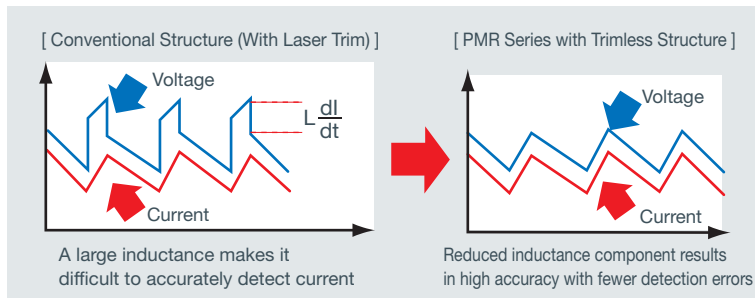 [ Conventional Structure (With Laser Trim) ]
[ PMR Series with Trimless Structure ]
Voltage
L dI
dt
Current
Voltage
Current
A large inductance makes it
difficult to accurately detect current
Reduced inductance component results
in high accuracy with fewer detection errors